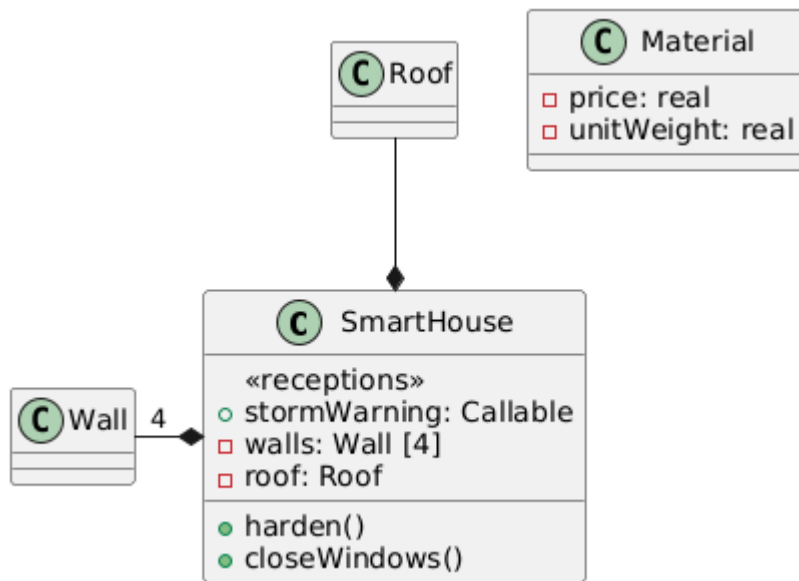 C Roof
C Material
price: real
unitWeight: real
C SmartHouse
«receptions»
stormWarning: Callable
walls: Wall [4]
roof: Roof
harden()
closeWindows()
C Wall
4